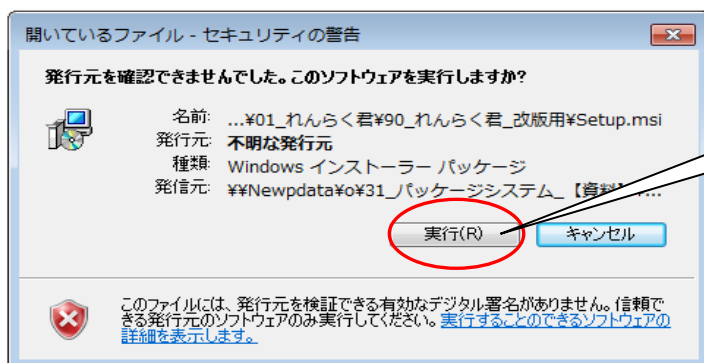 開いているファイル - セキュリティの警告
発行元を確認できませんでした。このソフトウェアを実行しますか?
名前: ...¥01_れんらく君¥90_れんらく君_改版用¥Setup.msi
発行元: 不明な発行元
種類: Windows インストーラー パッケージ
発信元: ¥¥Newpdata¥o¥31_パッケージシステム_【資料】
実行(R) キャンセル
このファイルには、発行元を検証できる有効なデジタル署名がありません。信頼で
きる発行元のソフトウェアのみ実行してください。実行することのできるソフトウェアの
詳細を表示します。